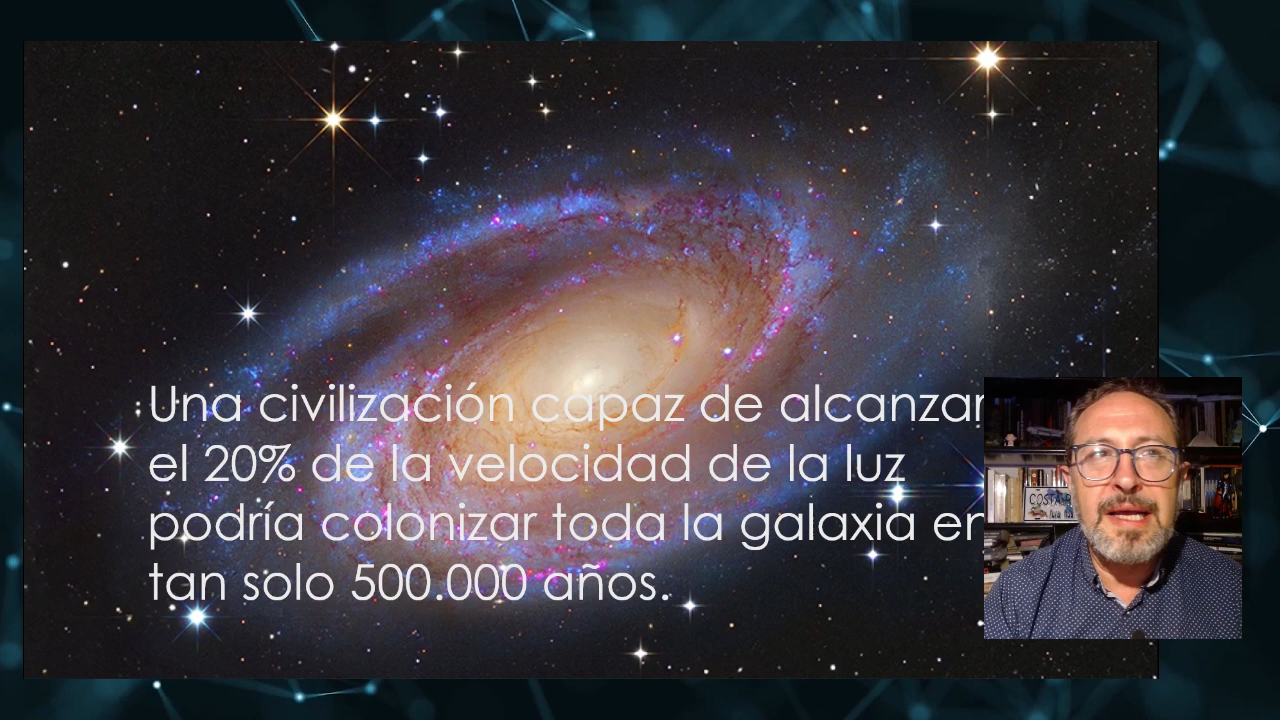 Una civilización capaz de alcanzar
el 20% de la velocidad de la luz
podría colonizar toda la galaxia en
tan solo 500.000 años.